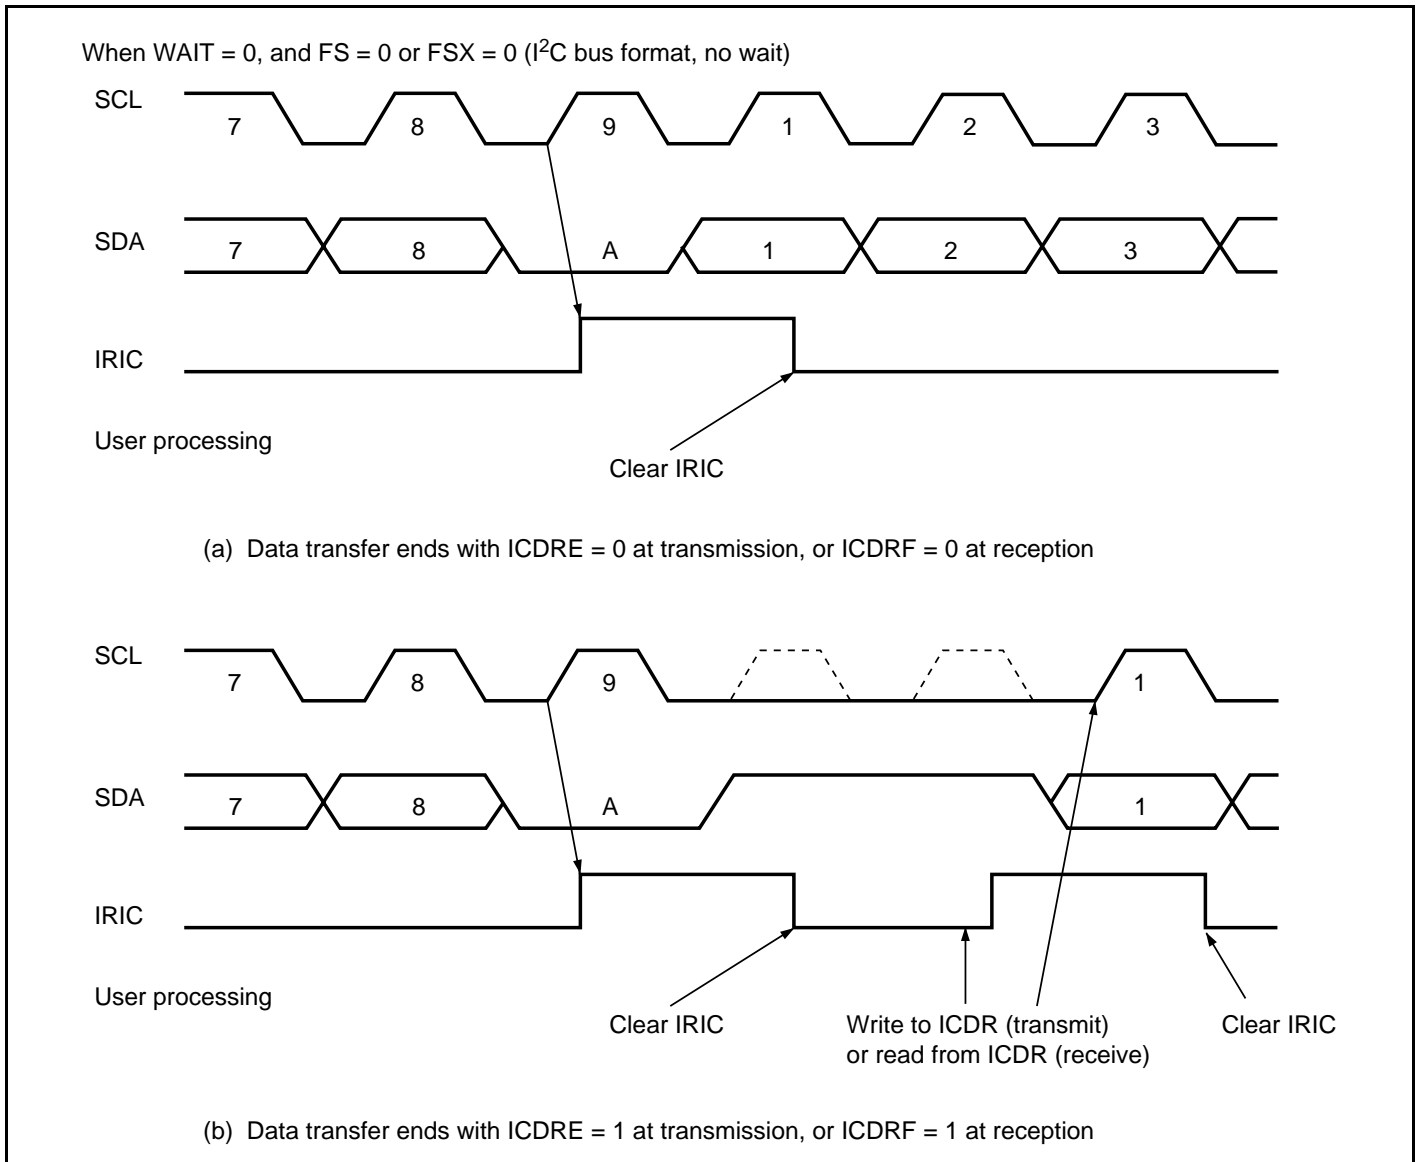 When WAIT = 0, and FS = 0 or FSX = 0 (I²C bus format, no wait)
SCL 7 8 9 1 2 3
SDA 7 8 A 1 2 3
IRIC
User processing
Clear IRIC
(a) Data transfer ends with ICDRE = 0 at transmission, or ICDRF = 0 at reception
SCL 7 8 9 1
SDA 7 8 A 1
IRIC
User processing
Clear IRIC Write to ICDR (transmit) Clear IRIC
or read from ICDR (receive)
(b) Data transfer ends with ICDRE = 1 at transmission, or ICDRF = 1 at reception